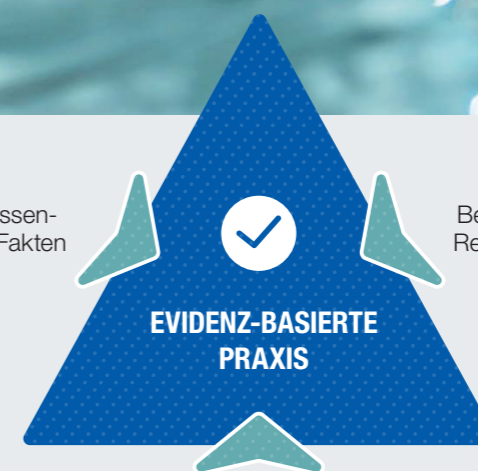 ssen-
Fakten
Be
Re
EVIDENZ-BASIERTE
PRAXIS